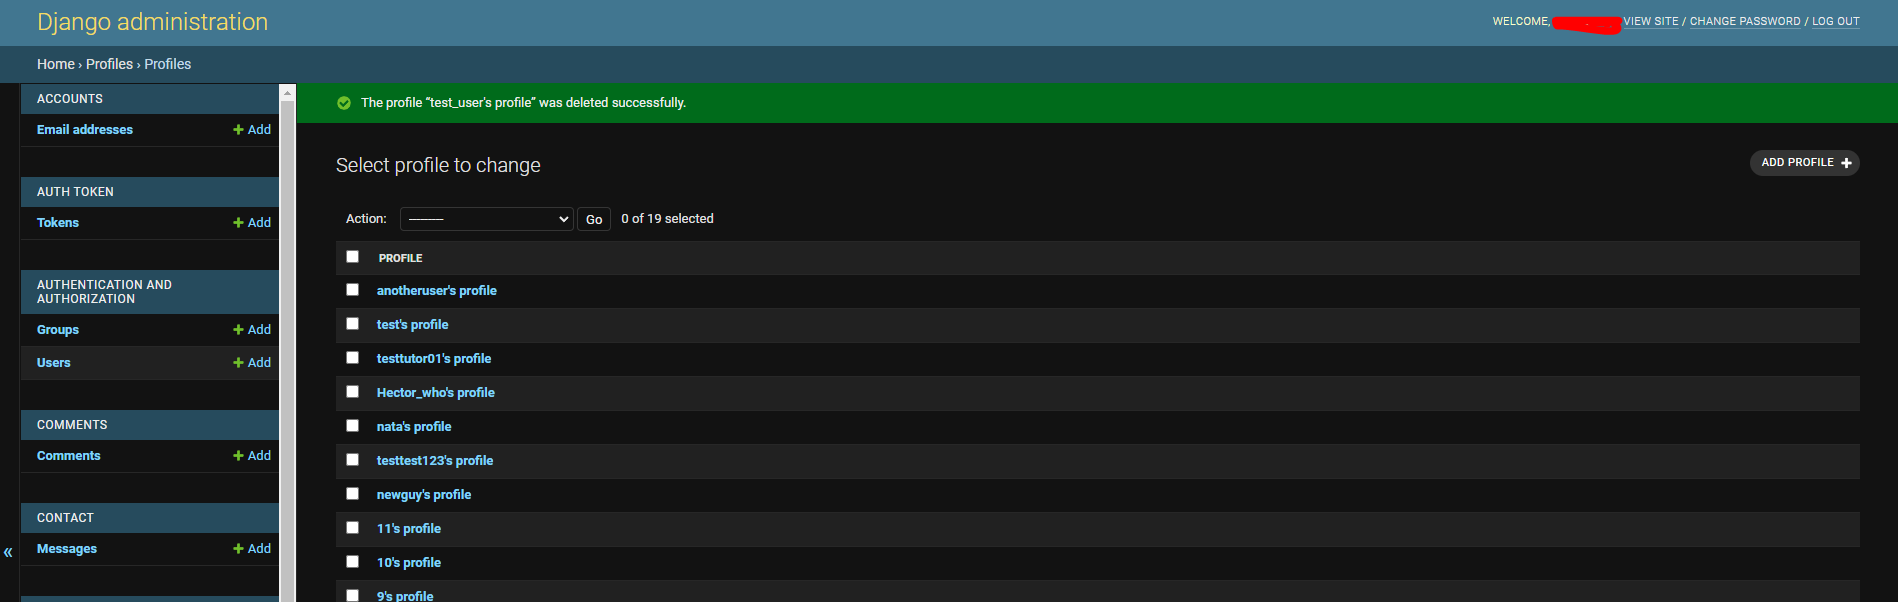 Django administration
WELCOME, VIEW SITE / CHANGE PASSWORD / LOG OUT
Home › Profiles › Profiles
ACCOUNTS
Email addresses + Add
AUTH TOKEN
Tokens + Add
AUTHENTICATION AND
AUTHORIZATION
Groups + Add
Users + Add
COMMENTS
Comments + Add
CONTACT
Messages + Add
«
The profile “test_user's profile” was deleted successfully.
Select profile to change
ADD PROFILE +
Action: --------- Go 0 of 19 selected
PROFILE
anotheruser's profile
test's profile
testtutor01's profile
Hector_who's profile
nata's profile
testtest123's profile
newguy's profile
11's profile
10's profile
9's profile